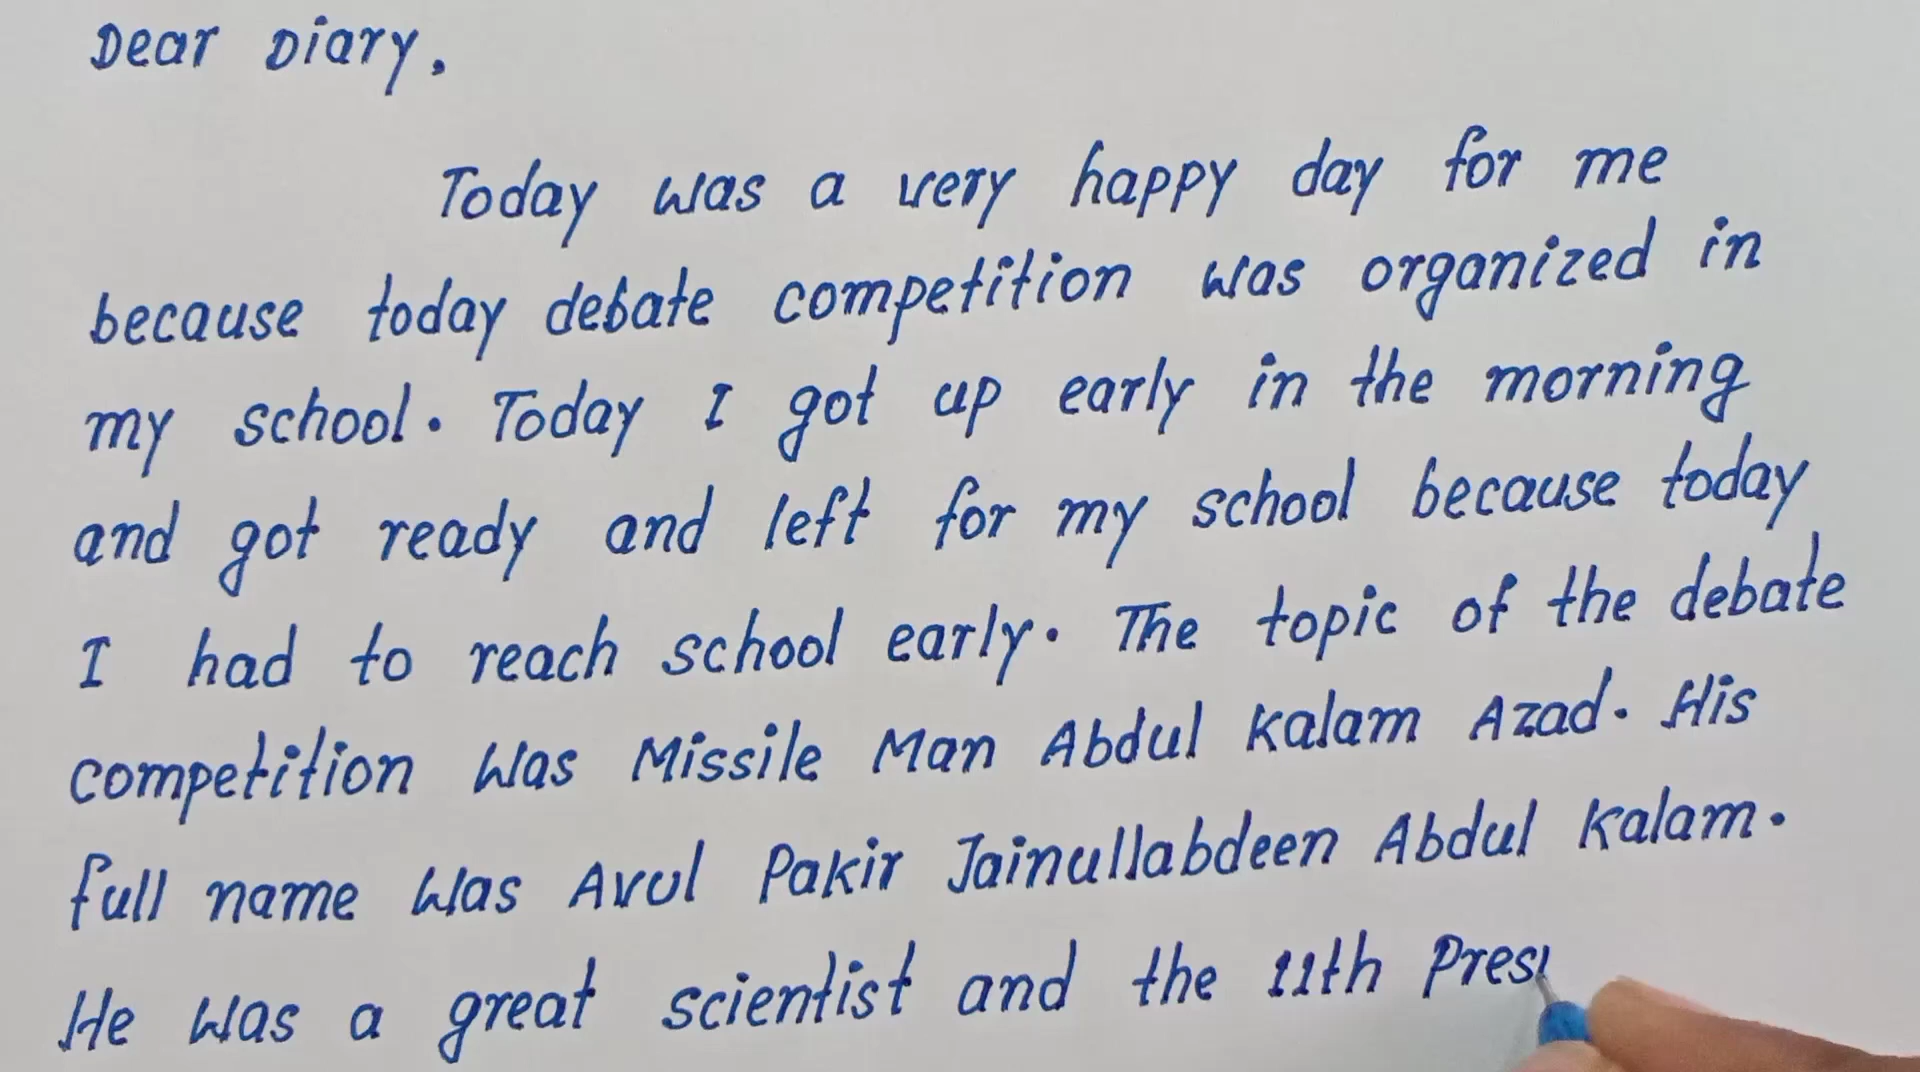 Dear Diary,
Today was a very happy day for me
because today debate competition was organized in
my school. Today I got up early in the morning
and got ready and left for my school because today
I had to reach school early. The topic of the debate
competition was Missile Man Abdul Kalam Azad. His
full name was Avul Pakir Jainullabdeen Abdul Kalam.
He was a great scientist and the 11th Presi